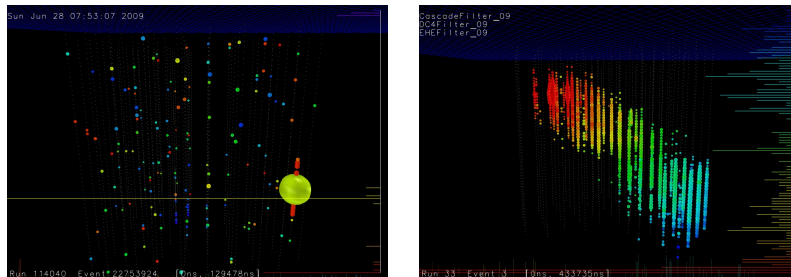 Sun Jun 28 07:53:07 2009
Run 114040 Event 22753924 [0ns, 129478ns]
CascadeFilter_09
DC4Filter_09
EHEFilter_09
Run 33 Event 3 [0ns, 433735ns]